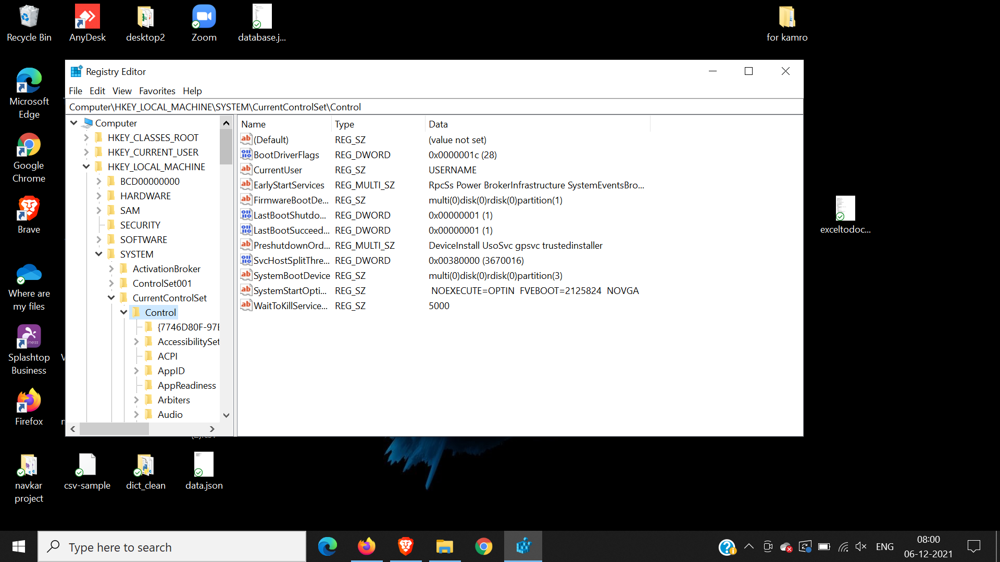 Recycle Bin
AnyDesk
desktop2
Zoom
database.j...
for kamro
Microsoft
Edge
Google
Chrome
Brave
Where are
my files
Splashtop
Business
Firefox
exceltodoc...
Registry Editor
File Edit View Favorites Help
Computer\HKEY_LOCAL_MACHINE\SYSTEM\CurrentControlSet\Control
Computer
HKEY_CLASSES_ROOT
HKEY_CURRENT_USER
HKEY_LOCAL_MACHINE
BCD00000000
HARDWARE
SAM
SECURITY
SOFTWARE
SYSTEM
ActivationBroker
ControlSet001
CurrentControlSet
Control
{7746D80F-97E
AccessibilitySet
ACPI
AppID
AppReadiness
Arbiters
Audio
Name Type Data
(Default) REG_SZ (value not set)
BootDriverFlags REG_DWORD 0x0000001c (28)
CurrentUser REG_SZ USERNAME
EarlyStartServices REG_MULTI_SZ RpcSs Power BrokerInfrastructure SystemEventsBro...
FirmwareBootDe... REG_SZ multi(0)disk(0)rdisk(0)partition(1)
LastBootShutdo... REG_DWORD 0x00000001 (1)
LastBootSucceed... REG_DWORD 0x00000001 (1)
PreshutdownOrd... REG_MULTI_SZ DeviceInstall UsoSvc gpsvc trustedinstaller
SvcHostSplitThre... REG_DWORD 0x00380000 (3670016)
SystemBootDevice REG_SZ multi(0)disk(0)rdisk(0)partition(3)
SystemStartOpti... REG_SZ NOEXECUTE=OPTIN FVEBOOT=2125824 NOVGA
WaitToKillService... REG_SZ 5000
navkar
project
csv-sample
dict_clean
data.json
Type here to search
ENG
08:00
06-12-2021